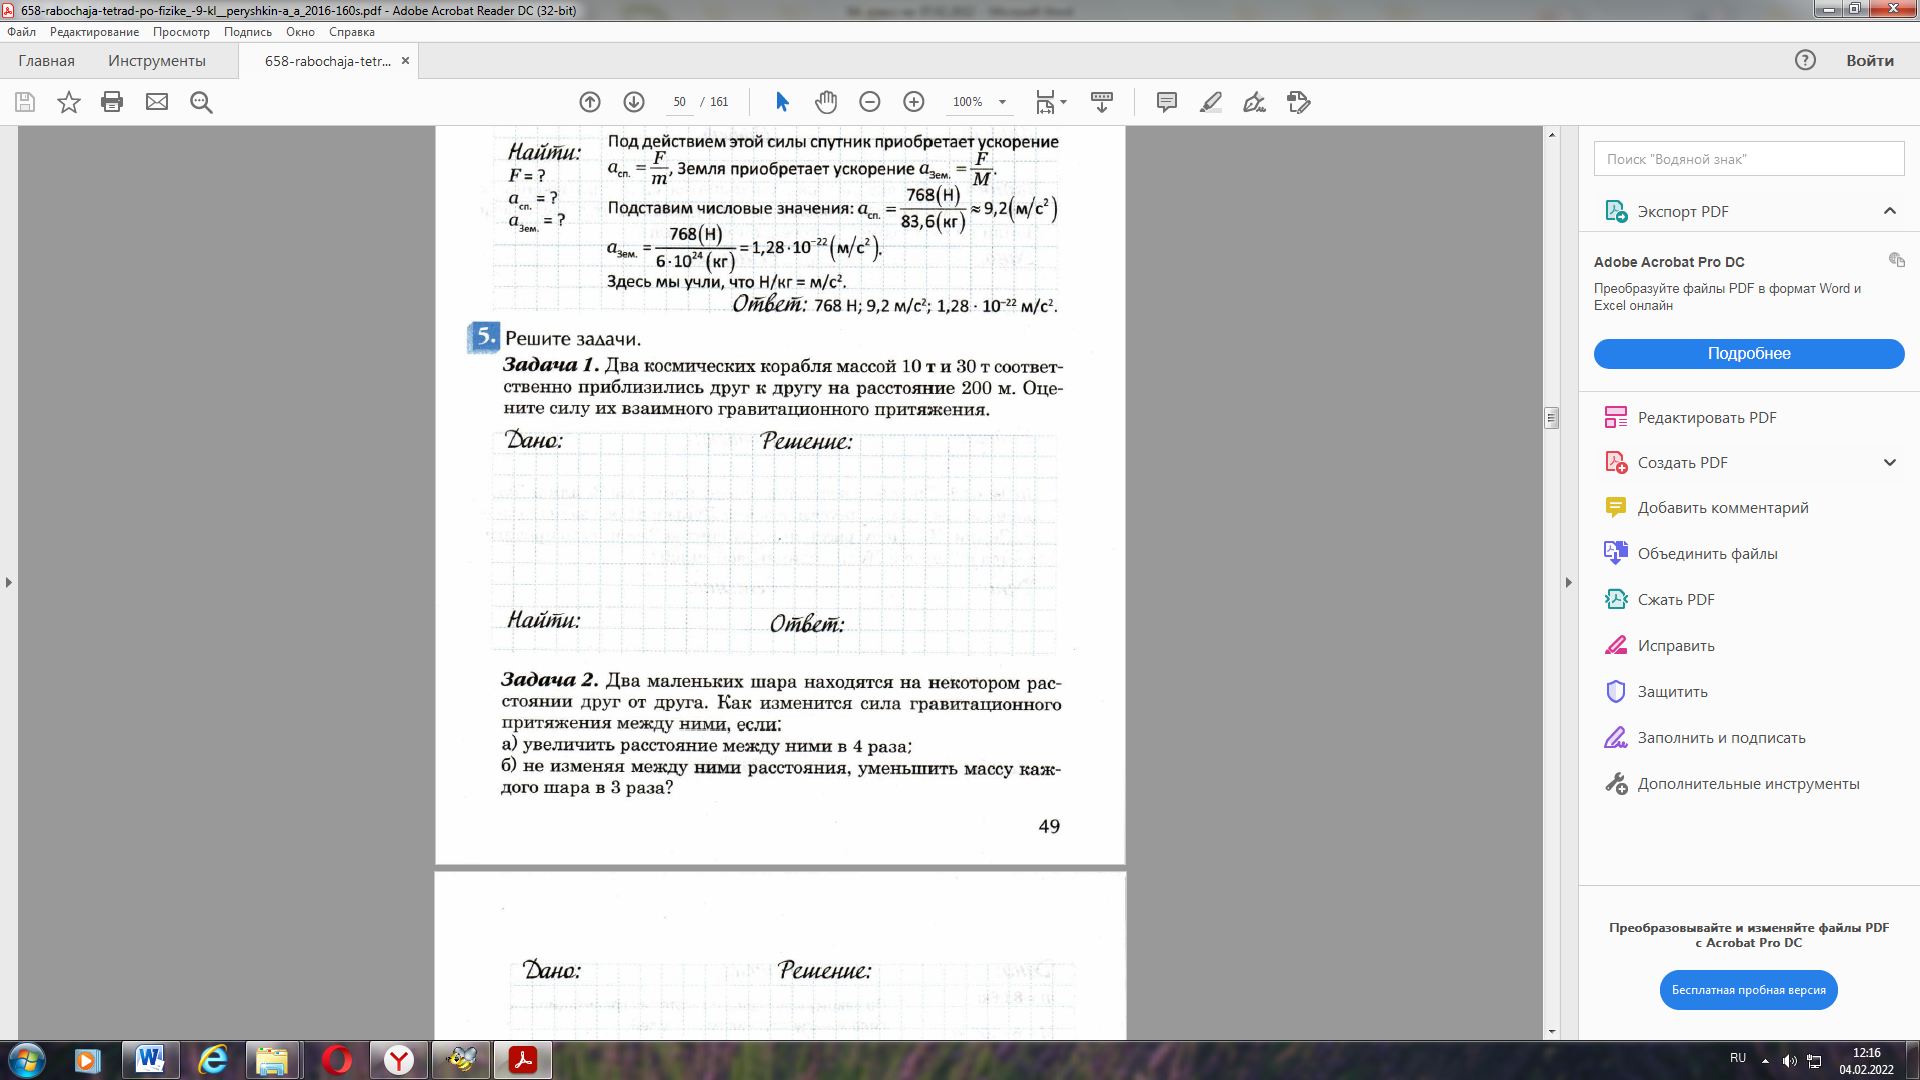 658-rabochaja-tetrad-po-fizike_-9-kl__peryshkin-a_a_2016-160s.pdf - Adobe Acrobat Reader DC (32-bit)
Файл Редактирование Просмотр Подпись Окно Справка
Главная Инструменты 658-rabochaja-tetr... × Войти
50 / 161 100%
Найти:
F = ?
aсп. = ?
aЗем. = ?
Под действием этой силы спутник приобретает ускорение
aсп. = F/m, Земля приобретает ускорение aЗем. = F/M.
Подставим числовые значения: aсп. = 768(Н)/83,6(кг) ≈ 9,2(м/с²)
aЗем. = 768(Н)/6·10²⁴(кг) = 1,28·10⁻²²(м/с²).
Здесь мы учли, что Н/кг = м/с².
Ответ: 768 Н; 9,2 м/с²; 1,28 · 10⁻²² м/с².
5. Решите задачи.
Задача 1. Два космических корабля массой 10 т и 30 т соответ-
ственно приблизились друг к другу на расстояние 200 м. Оце-
ните силу их взаимного гравитационного притяжения.
Дано: Решение:
Найти: Ответ:
Задача 2. Два маленьких шара находятся на некотором рас-
стоянии друг от друга. Как изменится сила гравитационного
притяжения между ними, если:
а) увеличить расстояние между ними в 4 раза;
б) не изменяя между ними расстояния, уменьшить массу каж-
дого шара в 3 раза?
49
Дано: Решение:
Поиск "Водяной знак"
Экспорт PDF
Adobe Acrobat Pro DC
Преобразуйте файлы PDF в формат Word и
Excel онлайн
Подробнее
Редактировать PDF
Создать PDF
Добавить комментарий
Объединить файлы
Сжать PDF
Исправить
Защитить
Заполнить и подписать
Дополнительные инструменты
Преобразовывайте и изменяйте файлы PDF
с Acrobat Pro DC
Бесплатная пробная версия
RU
12:16
04.02.2022